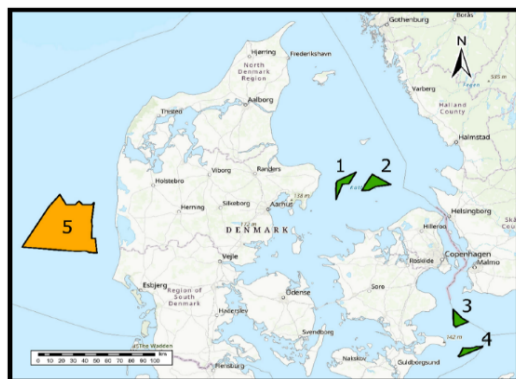 Gothenburg
Borås
N
Hjørring
Frederikshavn
North
Denmark
Region
Varberg
Halland
County
Aalborg
Thisted
Halmstad
Viborg
Randers
Holstebro
1
2
Silkeborg
Aarhus
Herning
Helsingborg
5
DENMARK
Hillerød
Copenhagen
Vejle
Roskilde
Malmö
Esbjerg
Region of
South
Denmark
Odense
Sorø
Haderslev
3
Svendborg
4
The Wadden
Nakskov
Guldborgsund
Flensburg
0 10 20 30 40 50 60 70 80 90 100
Km